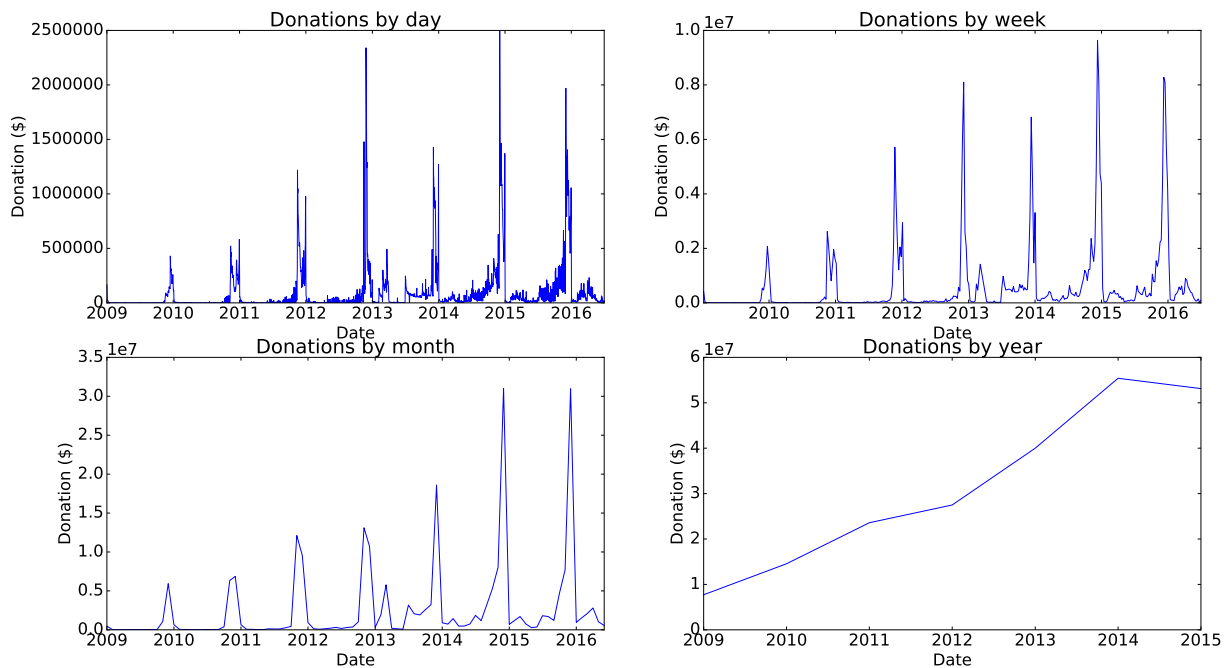 Donations by day
2500000
2000000
1500000
1000000
500000
0
Donation ($)
2009 2010 2011 2012 2013 2014 2015 2016
Date
Donations by week
1e7
1.0
0.8
0.6
0.4
0.2
0.0
Donation ($)
2010 2011 2012 2013 2014 2015 2016
Date
Donations by month
1e7
3.5
3.0
2.5
2.0
1.5
1.0
0.5
0.0
Donation ($)
2009 2010 2011 2012 2013 2014 2015 2016
Date
Donations by year
1e7
6
5
4
3
2
1
0
Donation ($)
2009 2010 2011 2012 2013 2014 2015
Date